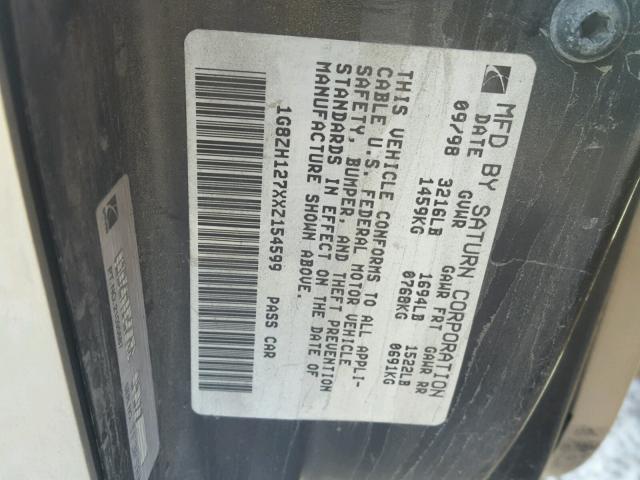 MFD BY SATURN CORPORATION
DATE GVWR GAWR FRT GAWR RR
09/98 3216LB 1694LB 1522LB
1459KG 0768KG 0691KG
THIS VEHICLE CONFORMS TO ALL APPLI-
CABLE U.S. FEDERAL MOTOR VEHICLE
SAFETY, BUMPER, AND THEFT PREVENTION
STANDARDS IN EFFECT ON THE DATE OF
MANUFACTURE SHOWN ABOVE.
1G8ZH127XXZ154599 PASS CAR